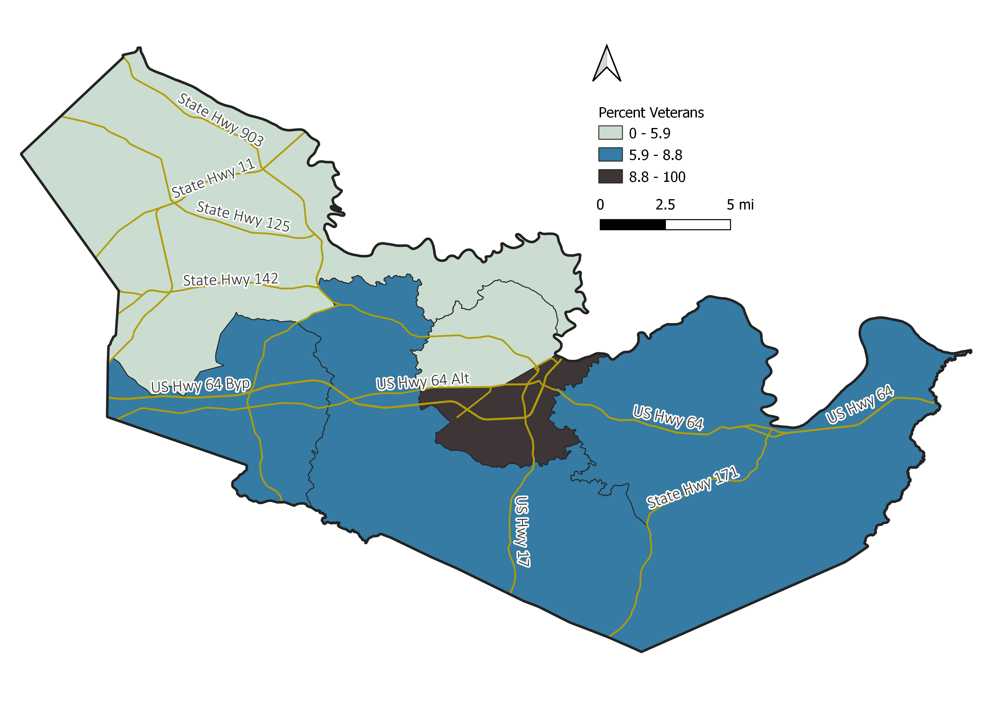 State Hwy 903
Percent Veterans
0 - 5.9
5.9 - 8.8
8.8 - 100
0 2.5 5 mi
State Hwy 11
State Hwy 125
State Hwy 142
US Hwy 64 Byp
US Hwy 64 Alt
US Hwy 64
US Hwy 64
State Hwy 171
US Hwy 17